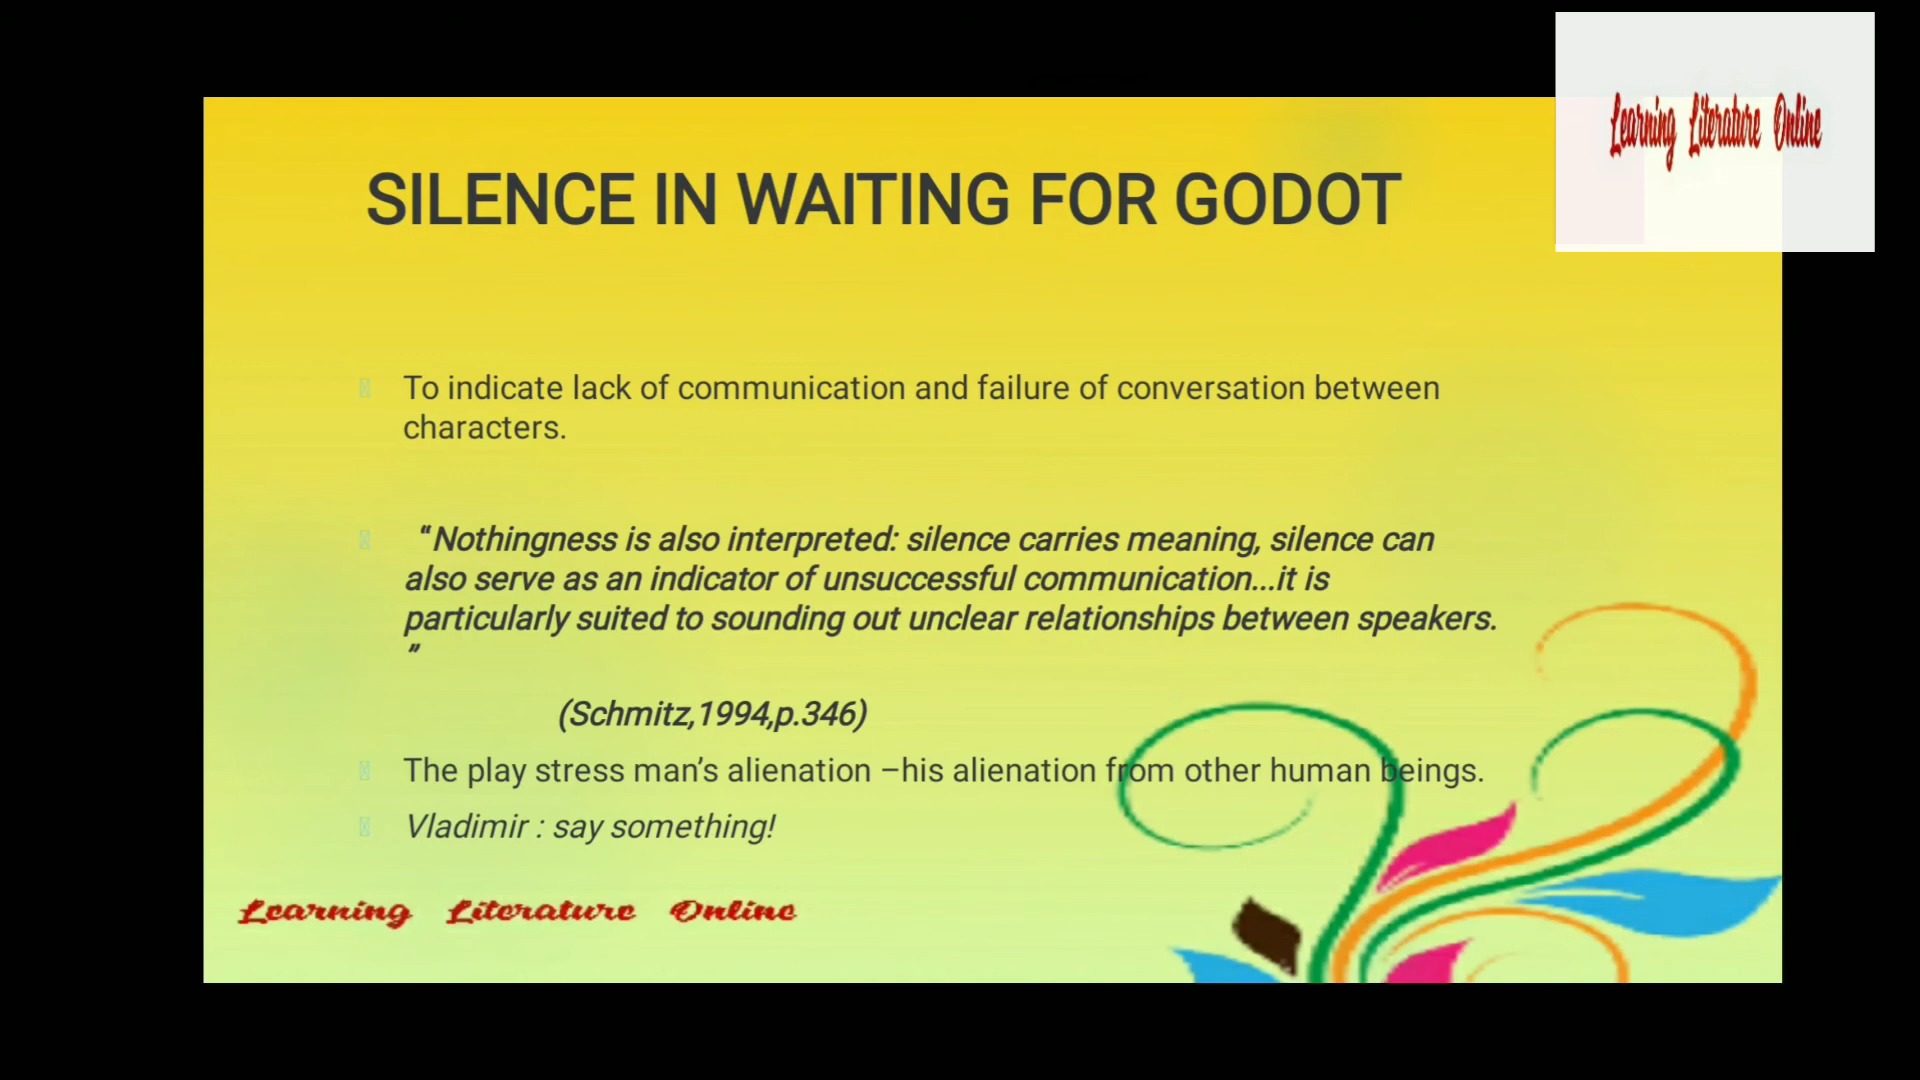 Learning Literature Online
SILENCE IN WAITING FOR GODOT
To indicate lack of communication and failure of conversation between
characters.
“Nothingness is also interpreted: silence carries meaning, silence can
also serve as an indicator of unsuccessful communication...it is
particularly suited to sounding out unclear relationships between speakers.
”
(Schmitz,1994,p.346)
The play stress man’s alienation –his alienation from other human beings.
Vladimir : say something!
Learning Literature Online